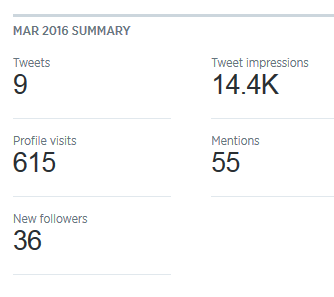 MAR 2016 SUMMARY
Tweets
9
Tweet impressions
14.4K
Profile visits
615
Mentions
55
New followers
36